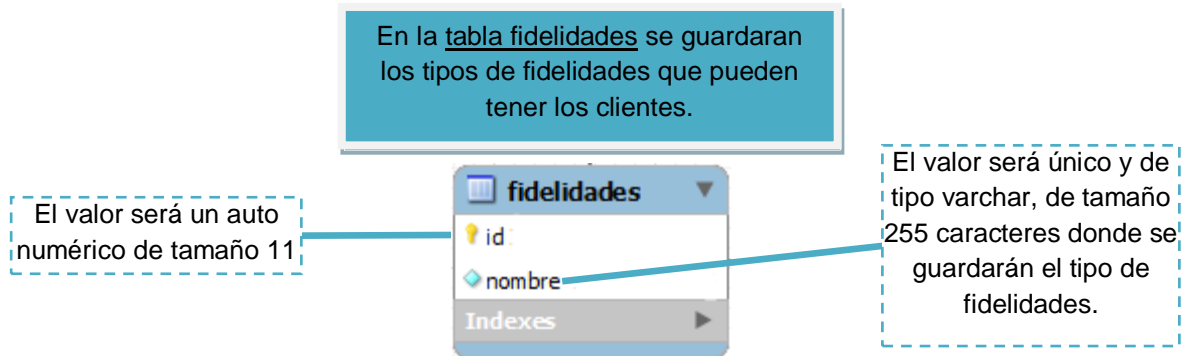 En la tabla fidelidades se guardaran
los tipos de fidelidades que pueden
tener los clientes.
El valor será un auto
numérico de tamaño 11
fidelidades
id
nombre
Indexes
El valor será único y de
tipo varchar, de tamaño
255 caracteres donde se
guardarán el tipo de
fidelidades.